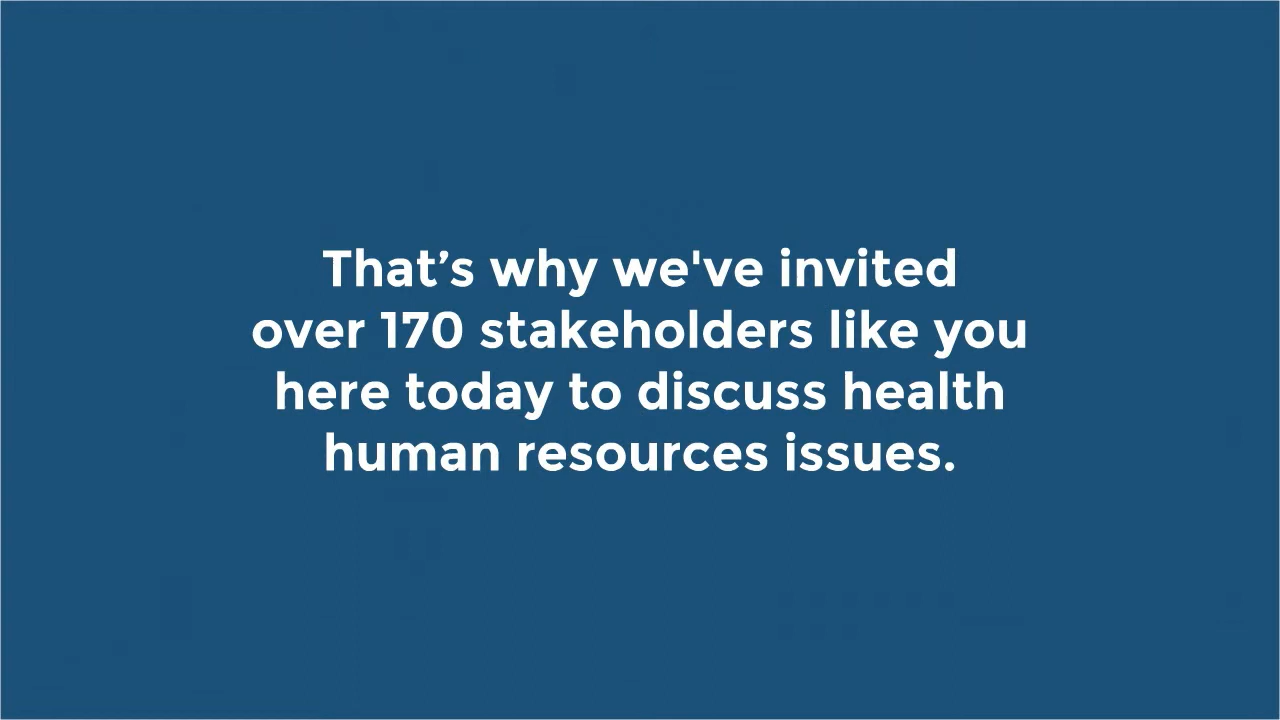 That’s why we've invited
over 170 stakeholders like you
here today to discuss health
human resources issues.